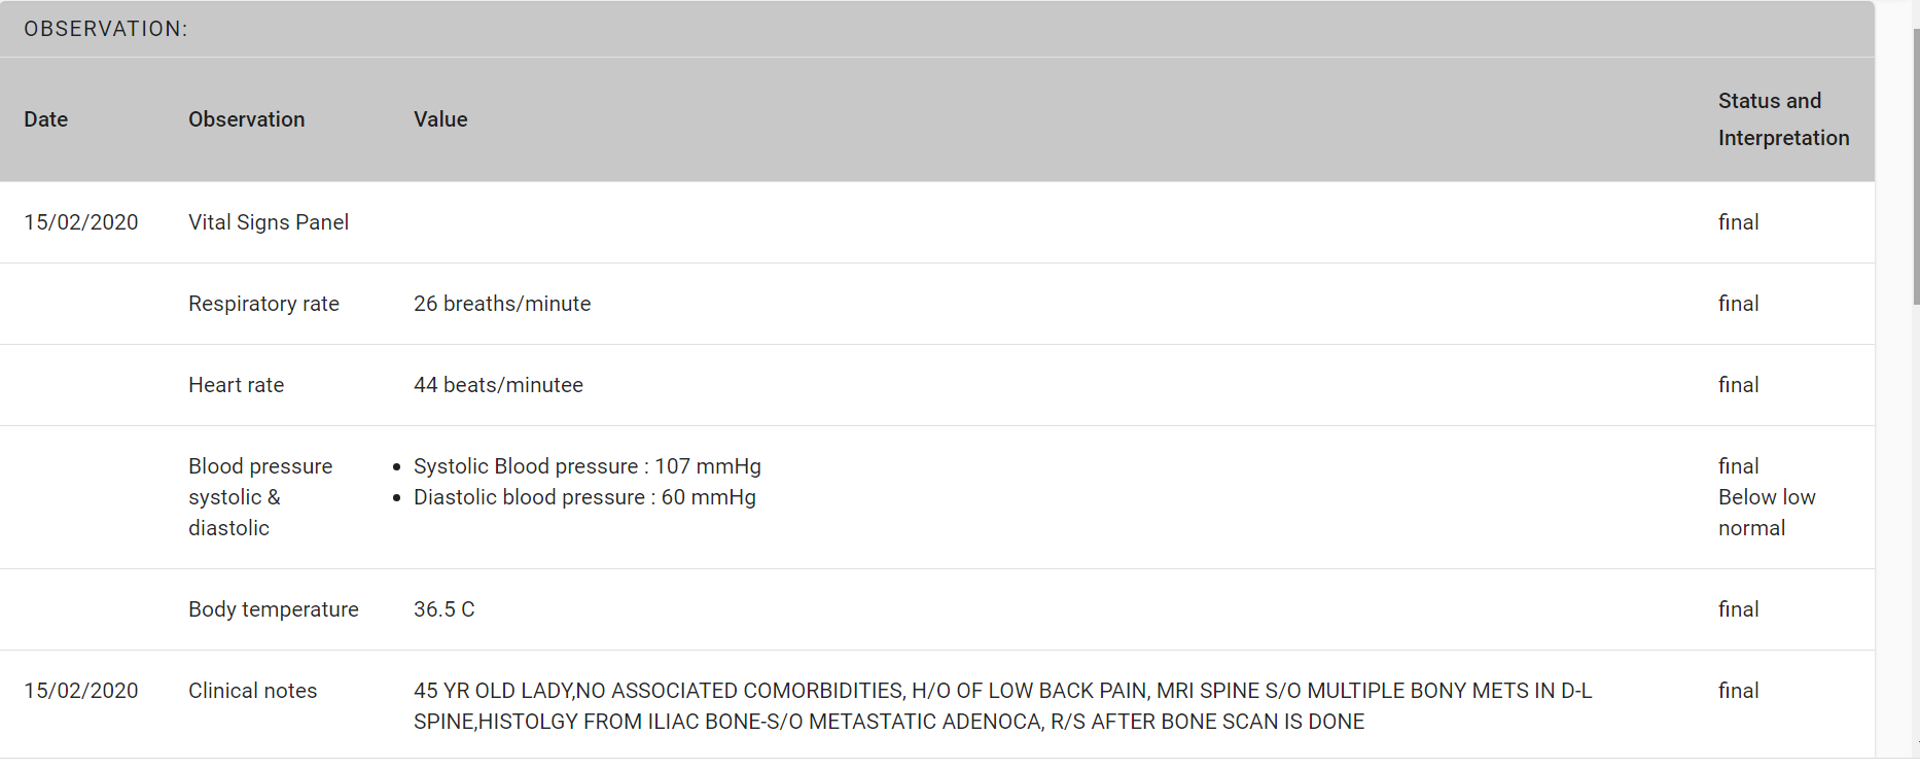 OBSERVATION:
Date Observation Value Status and Interpretation
15/02/2020 Vital Signs Panel final
Respiratory rate 26 breaths/minute final
Heart rate 44 beats/minutee final
Blood pressure systolic & diastolic
• Systolic Blood pressure : 107 mmHg
• Diastolic blood pressure : 60 mmHg
final
Below low
normal
Body temperature 36.5 C final
15/02/2020 Clinical notes 45 YR OLD LADY,NO ASSOCIATED COMORBIDITIES, H/O OF LOW BACK PAIN, MRI SPINE S/O MULTIPLE BONY METS IN D-L final
SPINE,HISTOLGY FROM ILIAC BONE-S/O METASTATIC ADENOCA, R/S AFTER BONE SCAN IS DONE